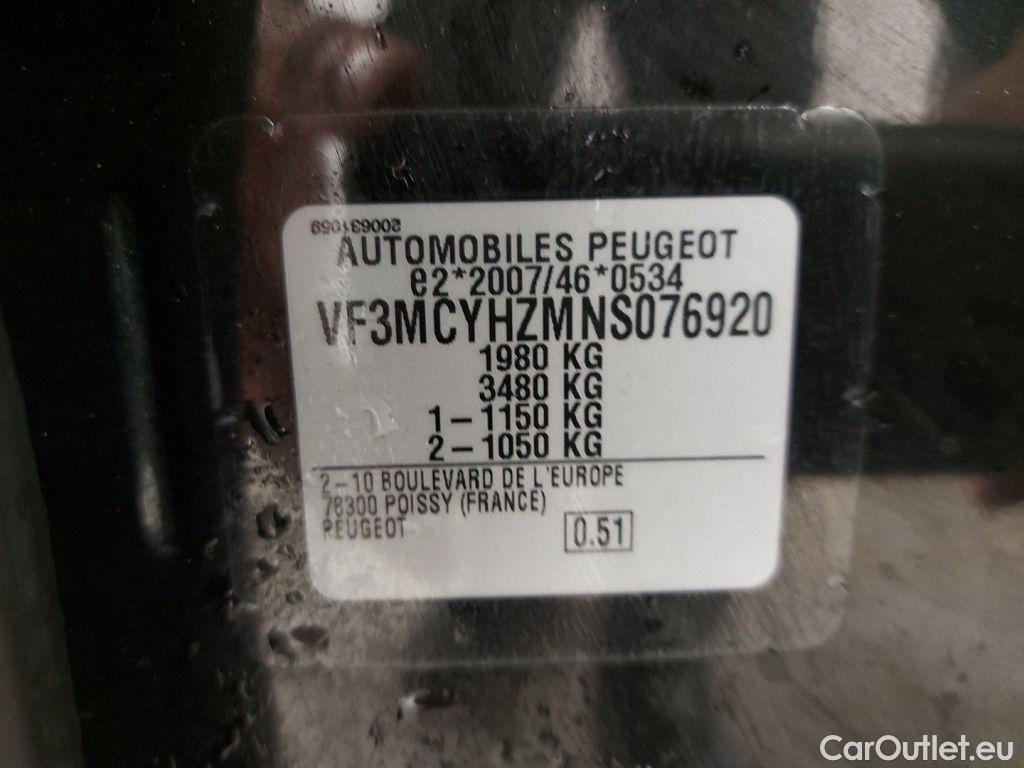 200631059
AUTOMOBILES PEUGEOT
e2*2007/46*0534
VF3MCYHZMNS076920
1980 KG
3480 KG
1-1150 KG
2-1050 KG
2-10 BOULEVARD DE L'EUROPE
78300 POISSY (FRANCE)
PEUGEOT
0.51
CarOutlet.eu